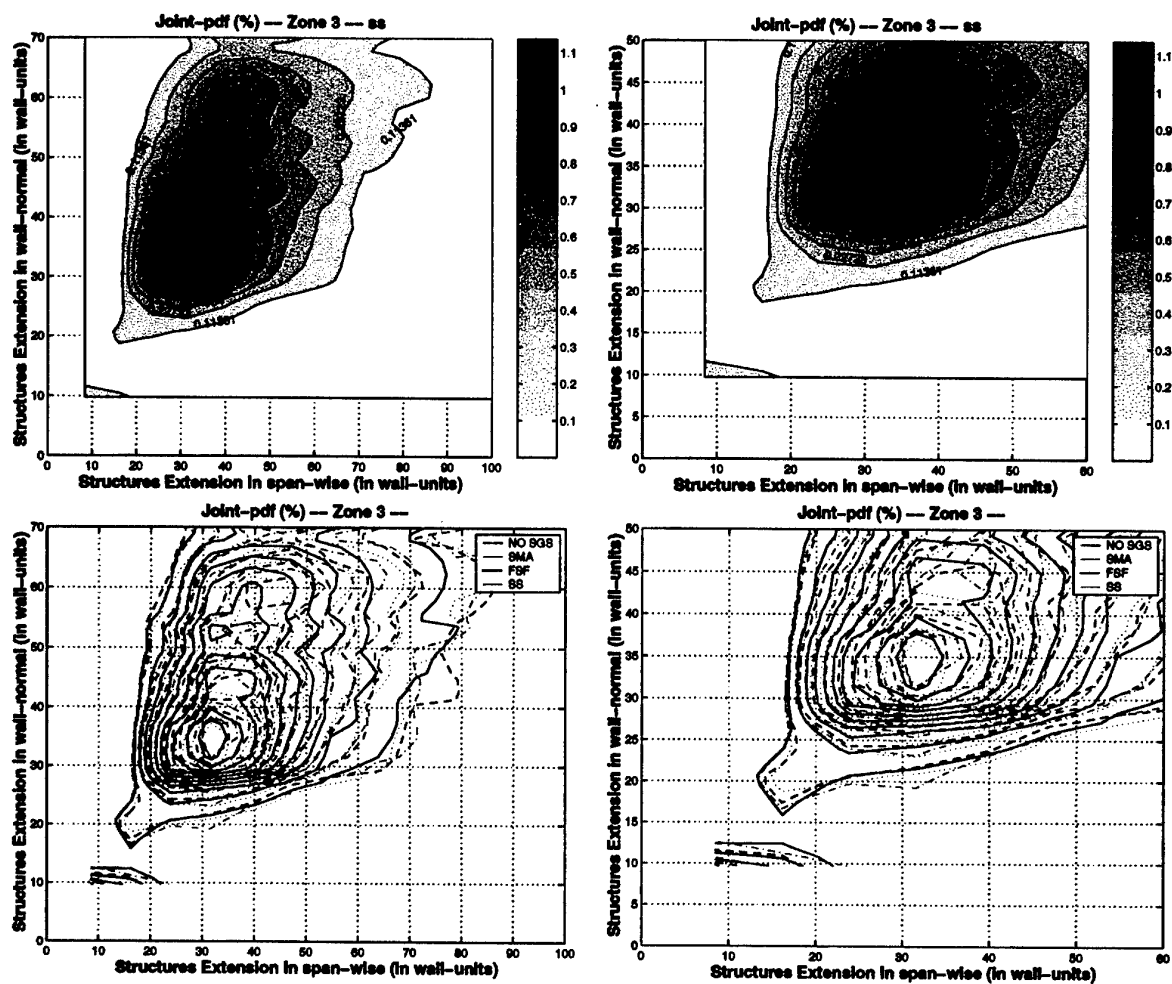 Joint-pdf (%) --- Zone 3 --- ss
Structures Extension in wall-normal (in wall-units)
70
60
50
40
30
20
10
0
0.11381
0.11381
0.11381
0 10 20 30 40 50 60 70 80 90 100
Structures Extension in span-wise (in wall-units)
1.1
1
0.9
0.8
0.7
0.6
0.5
0.4
0.3
0.2
0.1
Joint-pdf (%) --- Zone 3 --- ss
Structures Extension in wall-normal (in wall-units)
50
45
40
35
30
25
20
15
10
5
0
0.11381
0 10 20 30 40 50 60
Structures Extension in span-wise (in wall-units)
1.1
1
0.9
0.8
0.7
0.6
0.5
0.4
0.3
0.2
0.1
Joint-pdf (%) --- Zone 3 ---
Structures Extension in wall-normal (in wall-units)
70
60
50
40
30
20
10
0
NO SGS
SMA
FSF
SS
0 10 20 30 40 50 60 70 80 90 100
Structures Extension in span-wise (in wall-units)
Joint-pdf (%) --- Zone 3 ---
Structures Extension in wall-normal (in wall-units)
50
45
40
35
30
25
20
15
10
5
0
NO SGS
SMA
FSF
SS
0 10 20 30 40 50 60
Structures Extension in span-wise (in wall-units)